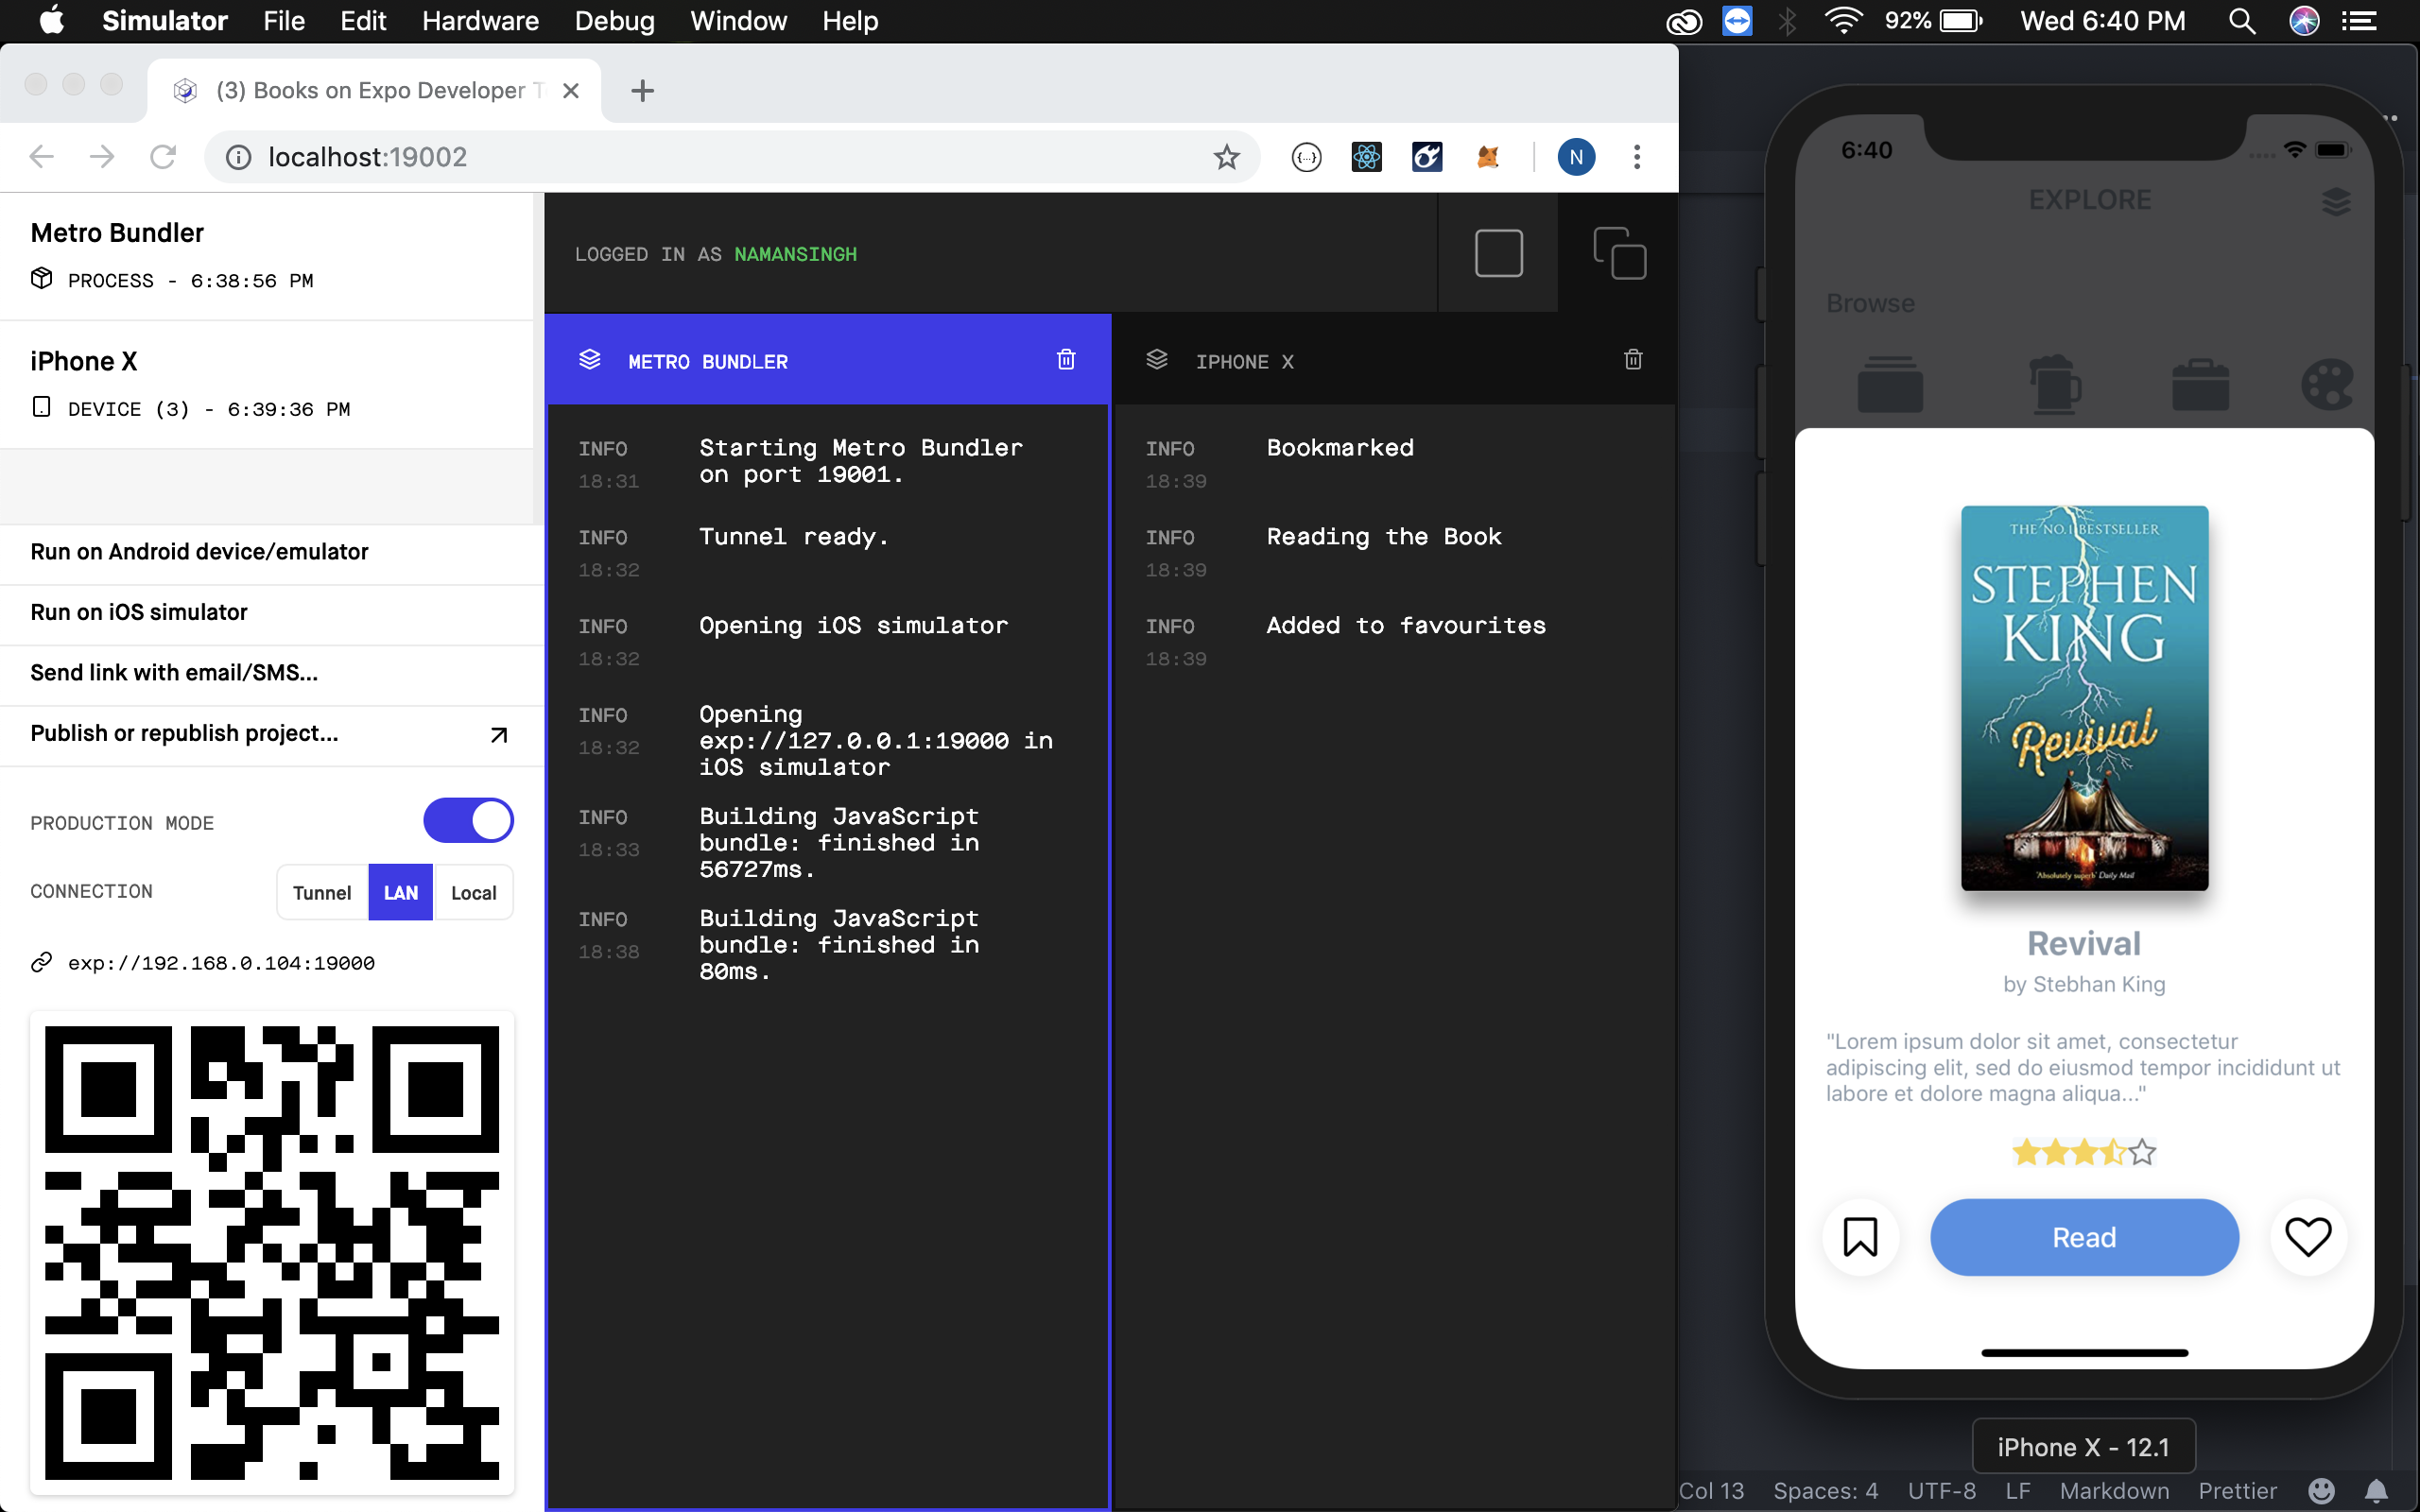 Simulator File Edit Hardware Debug Window Help 92% Wed 6:40 PM
(3) Books on Expo Developer T
localhost:19002
N
Metro Bundler
PROCESS - 6:38:56 PM
iPhone X
DEVICE (3) - 6:39:36 PM
Run on Android device/emulator
Run on iOS simulator
Send link with email/SMS...
Publish or republish project...
PRODUCTION MODE
CONNECTION Tunnel LAN Local
exp://192.168.0.104:19000
LOGGED IN AS NAMANSINGH
METRO BUNDLER
INFO Starting Metro Bundler
18:31 on port 19001.
INFO Tunnel ready.
18:32
INFO Opening iOS simulator
18:32
INFO Opening
18:32 exp://127.0.0.1:19000 in
iOS simulator
INFO Building JavaScript
18:33 bundle: finished in
56727ms.
INFO Building JavaScript
18:38 bundle: finished in
80ms.
IPHONE X
INFO Bookmarked
18:39
INFO Reading the Book
18:39
INFO Added to favourites
18:39
6:40
EXPLORE
Browse
THE NO.1 BESTSELLER
STEPHEN
KING
Revival
'Absolutely superb' Daily Mail
Revival
by Stebhan King
"Lorem ipsum dolor sit amet, consectetur
adipiscing elit, sed do eiusmod tempor incididunt ut
labore et dolore magna aliqua..."
Read
iPhone X - 12.1
Col 13 Spaces: 4 UTF-8 LF Markdown Prettier